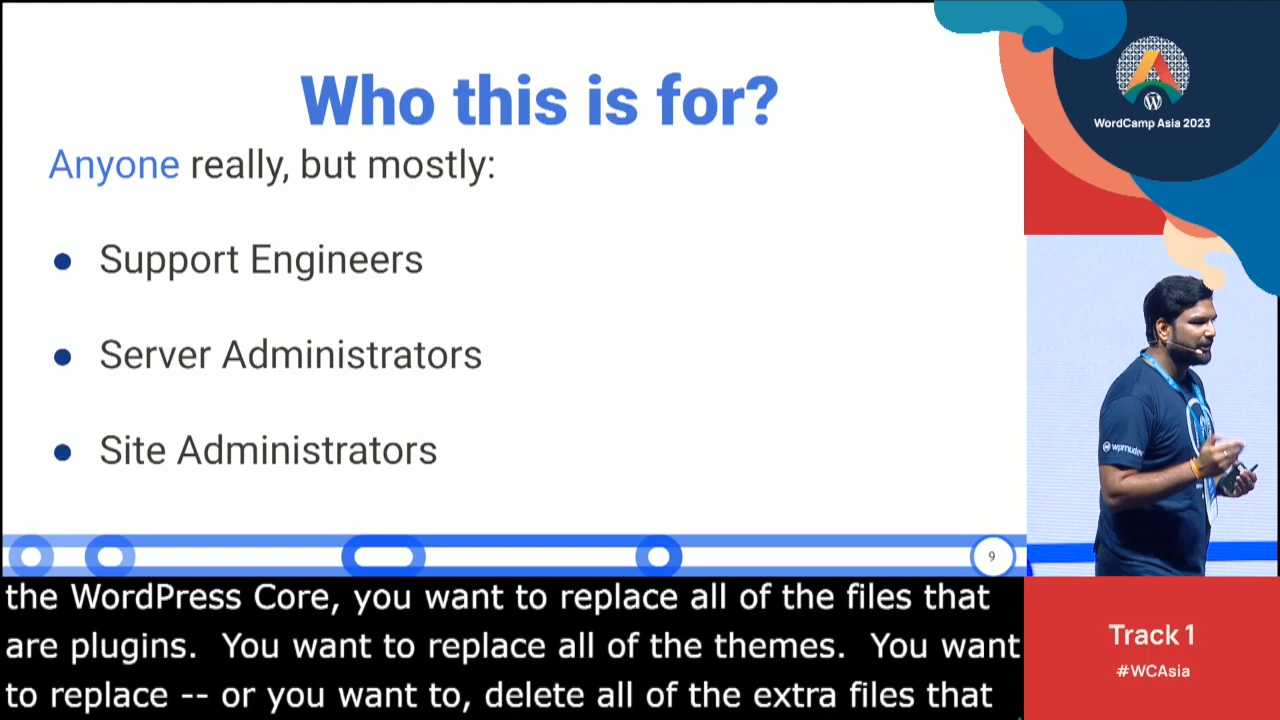 Who this is for?
Anyone really, but mostly:
Support Engineers
Server Administrators
Site Administrators
9
WordCamp Asia 2023
wpmudev
the WordPress Core, you want to replace all of the files that
are plugins.  You want to replace all of the themes.  You want
to replace -- or you want to, delete all of the extra files that
Track 1
#WCAsia